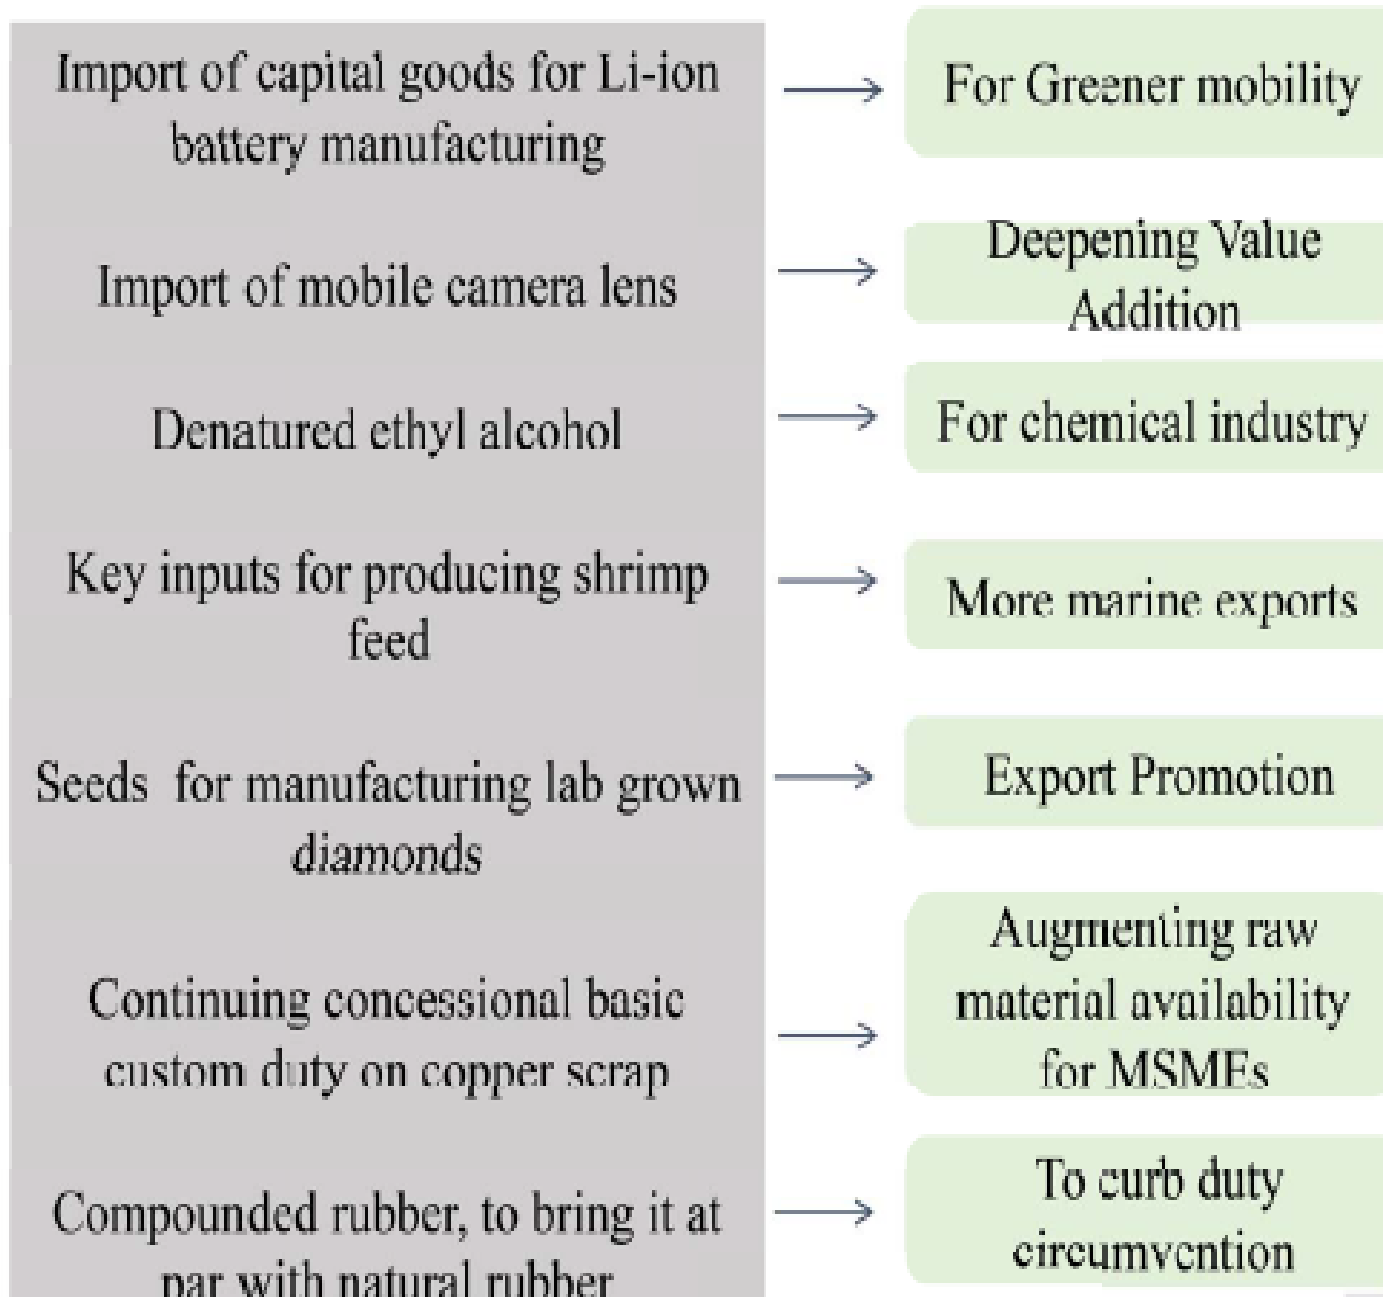 Import of capital goods for Li-ion
battery manufacturing
For Greener mobility
Import of mobile camera lens
Deepening Value
Addition
Denatured ethyl alcohol
For chemical industry
Key inputs for producing shrimp
feed
More marine exports
Seeds for manufacturing lab grown
diamonds
Export Promotion
Continuing concessional basic
custom duty on copper scrap
Augmenting raw
material availability
for MSMEs
Compounded rubber, to bring it at
par with natural rubber
To curb duty
circumvention